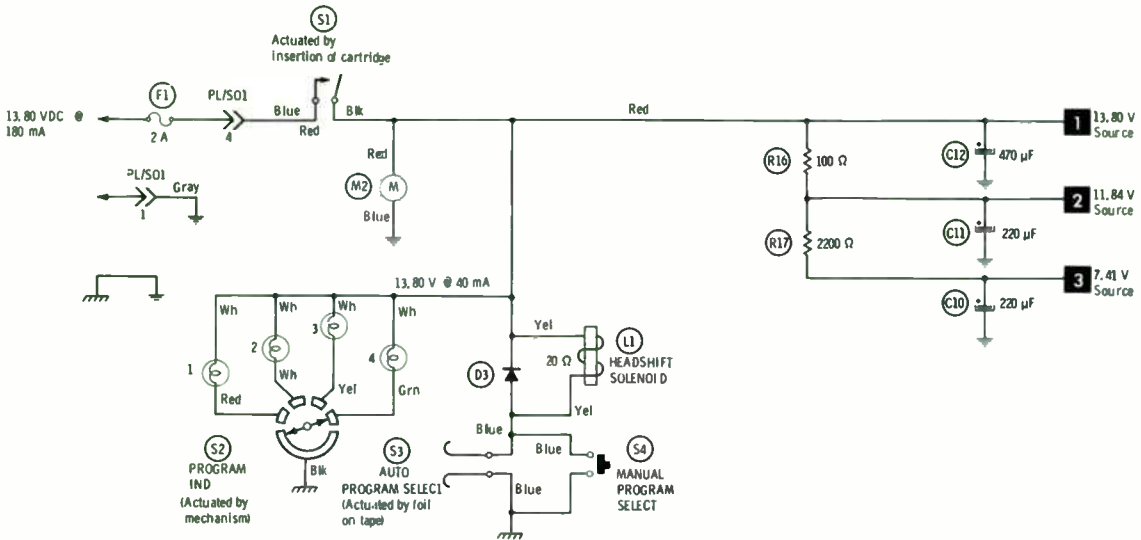 S1
Actuated by
insertion of cartridge
F1
PL/SO1
13.80 VDC @
180 mA
2 A
4
Blue
Red
Blk
Red
1
13.80 V
Source
PL/SO1
Gray
1
Red
M2
M
Blue
R16
100 Ω
C12
+
470 µF
2
11.84 V
Source
R17
2200 Ω
C11
+
220 µF
3
7.41 V
Source
C10
+
220 µF
13.80 V @ 40 mA
Wh
Wh
Wh
Wh
1
2
3
4
Wh
Yel
Grn
Red
Yel
20 Ω
L1
HEADSHIFT
SOLENOID
D3
Yel
Blue
Blue
S2
PROGRAM
IND
(Actuated by
mechanism)
Blk
S3
AUTO
PROGRAM SELECT
(Actuated by foil
on tape)
Blue
S4
MANUAL
PROGRAM
SELECT